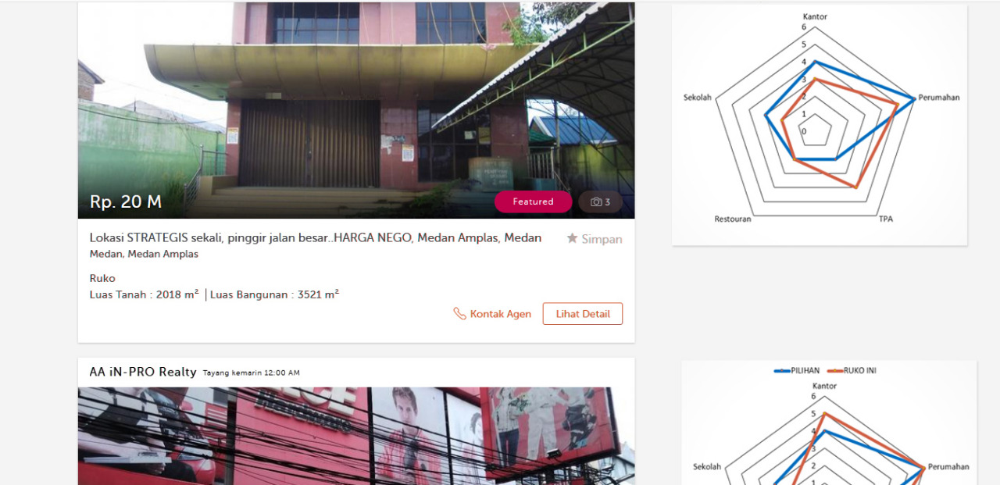 Rp. 20 M
Featured
3
Lokasi STRATEGIS sekali, pinggir jalan besar..HARGA NEGO, Medan Amplas, Medan
Simpan
Medan, Medan Amplas
Ruko
Luas Tanah : 2018 m² | Luas Bangunan : 3521 m²
Kontak Agen
Lihat Detail
AA iN-PRO Realty Tayang kemarin 12:00 AM
Kantor
6
5
4
3
2
1
0
Sekolah
Perumahan
Restouran
TPA
PILIHAN
RUKO INI
Kantor
6
5
4
3
2
1
Sekolah
Perumahan